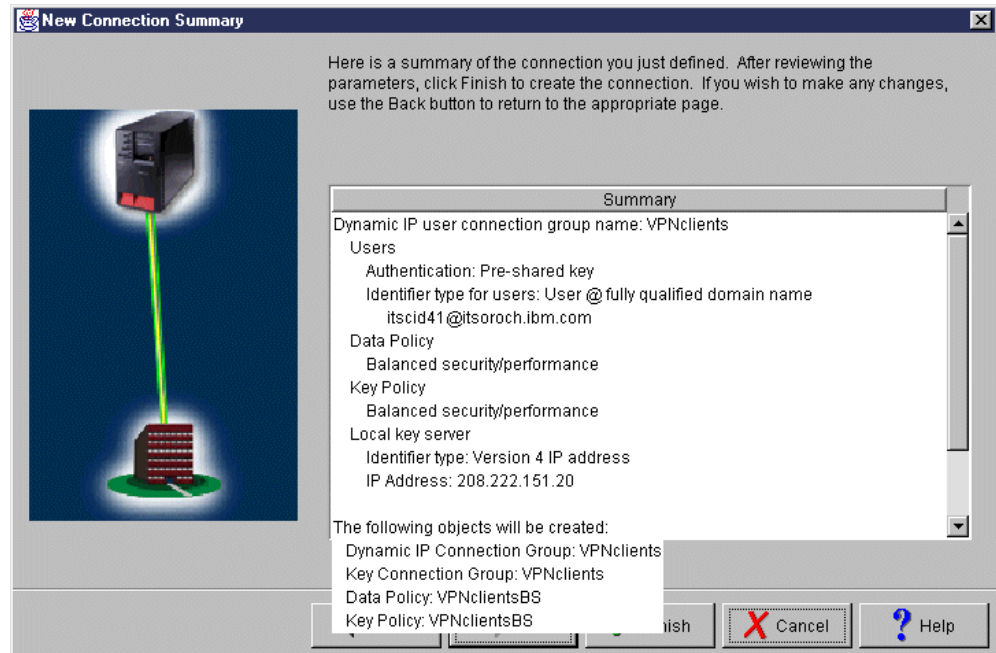 New Connection Summary
Here is a summary of the connection you just defined. After reviewing the
parameters, click Finish to create the connection. If you wish to make any changes,
use the Back button to return to the appropriate page.
Summary
Dynamic IP user connection group name: VPNclients
Users
Authentication: Pre-shared key
Identifier type for users: User @ fully qualified domain name
itscid41@itsoroch.ibm.com
Data Policy
Balanced security/performance
Key Policy
Balanced security/performance
Local key server
Identifier type: Version 4 IP address
IP Address: 208.222.151.20
The following objects will be created:
Dynamic IP Connection Group: VPNclients
Key Connection Group: VPNclients
Data Policy: VPNclientsBS
Key Policy: VPNclientsBS
nish
Cancel
Help